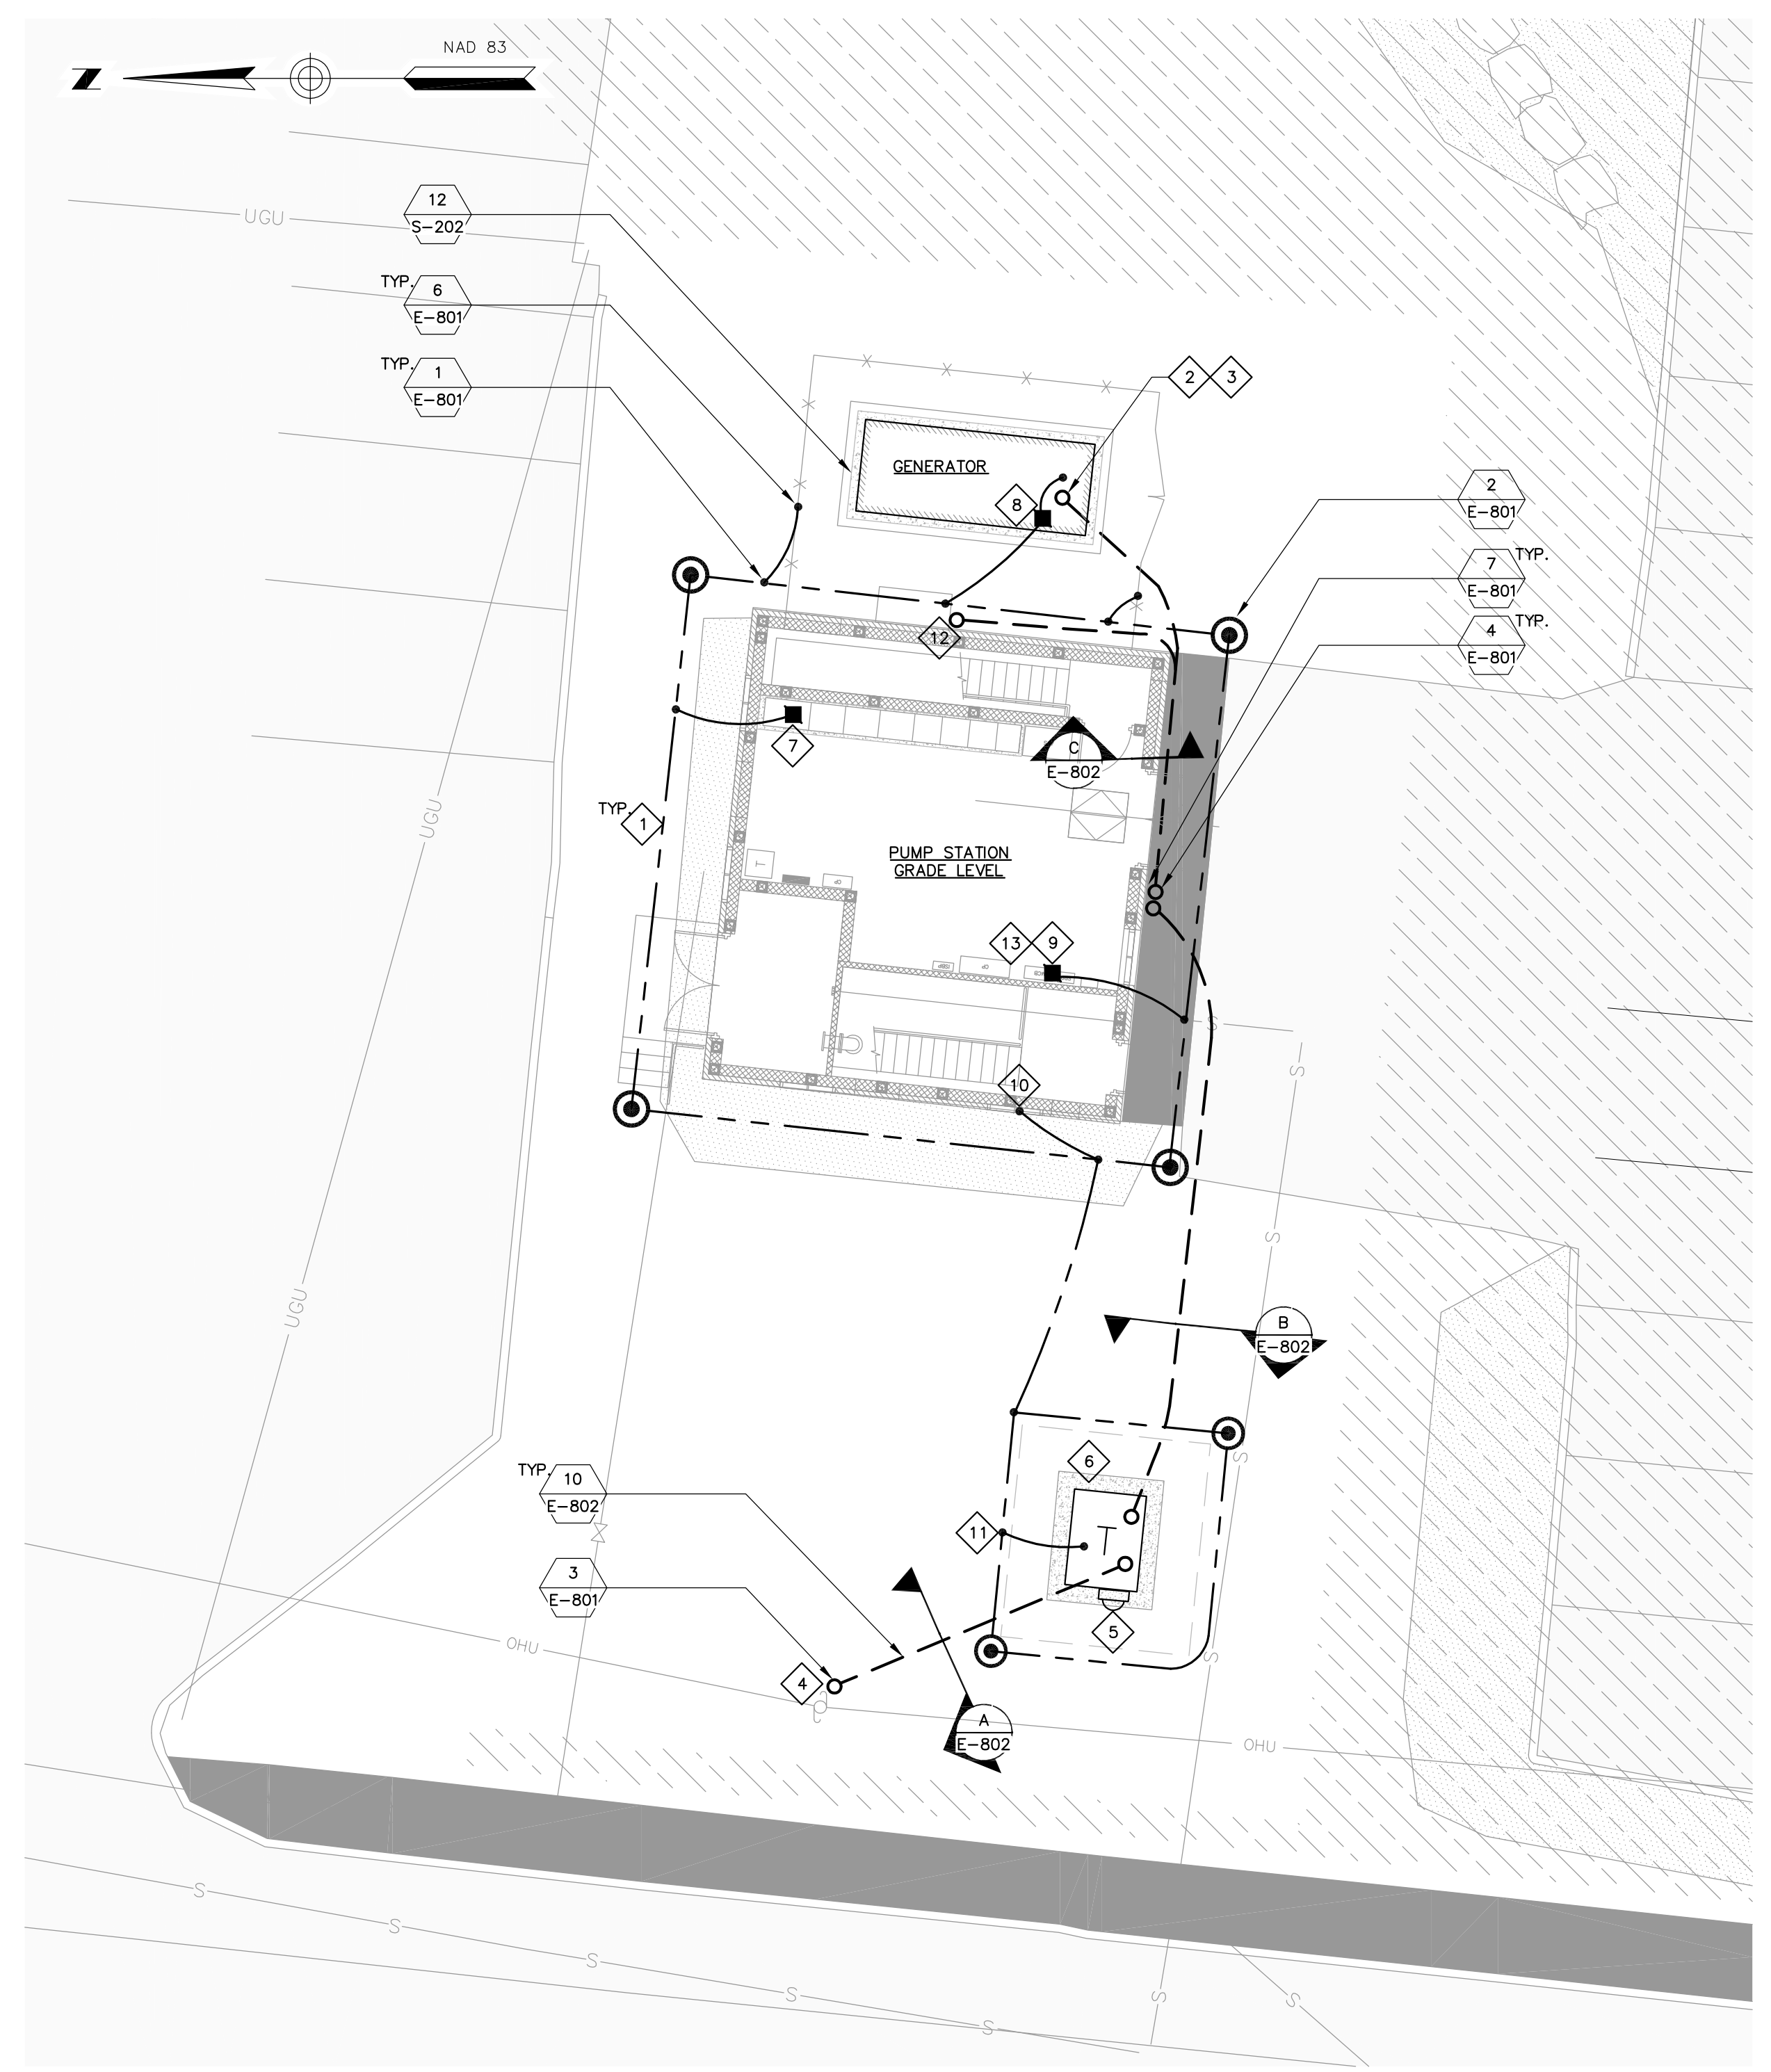 NAD 83
N
12
S-202
UGU
TYP.
6
E-801
TYP.
1
E-801
2
3
GENERATOR
8
2
E-801
7
TYP.
E-801
4
TYP.
E-801
12
7
C
E-802
TYP.
1
UGU
PUMP STATION
GRADE LEVEL
T
13
9
S
10
S
S
UGU
B
E-802
6
S
TYP.
10
E-802
11
T
3
E-801
5
OHU
S
4
A
E-802
OHU
S
S
S
S
S
S
S